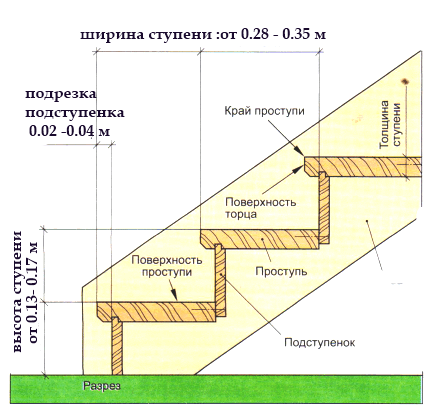 ширина ступени :от 0.28 - 0.35 м
подрезка
подступенка
0.02 -0.04 м
Край проступи
Толщина
ступени
Поверхность
торца
Поверхность
проступи
Проступь
высота ступени
от 0.13- 0.17 м
Подступенок
Разрез